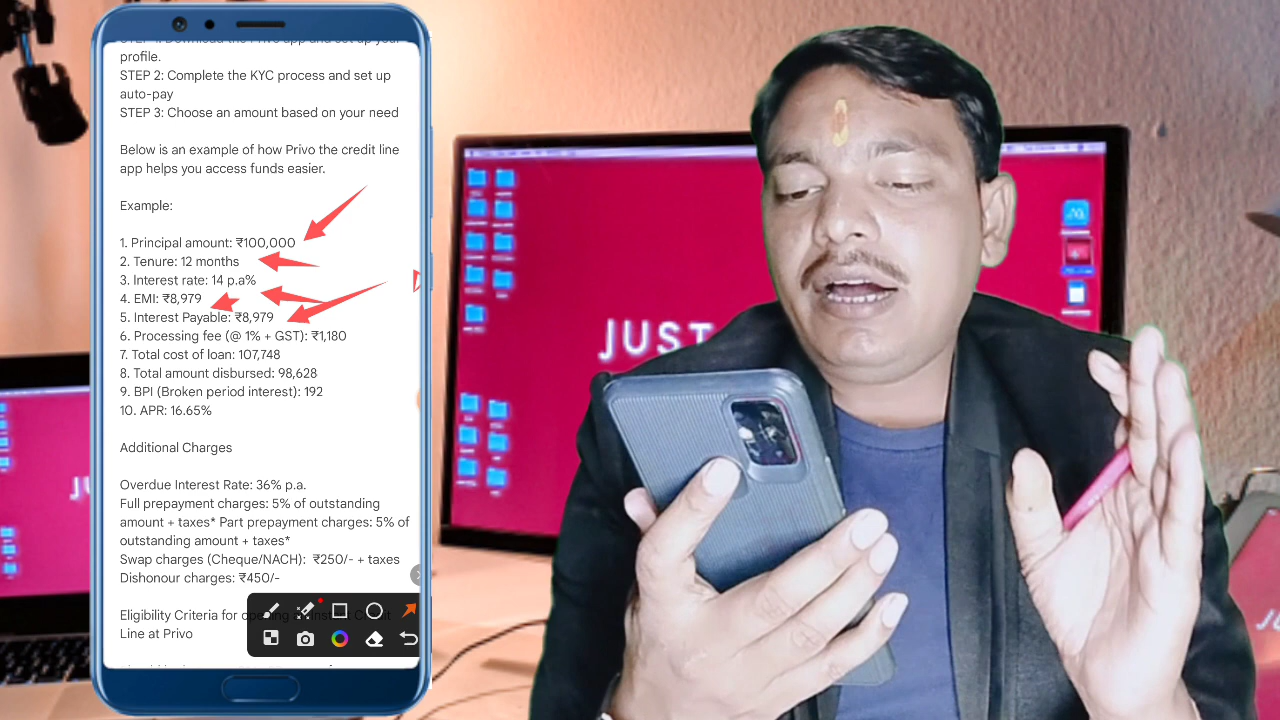 profile.
STEP 2: Complete the KYC process and set up
auto-pay
STEP 3: Choose an amount based on your need
Below is an example of how Privo the credit line
app helps you access funds easier.
Example:
1. Principal amount: ₹100,000
2. Tenure: 12 months
3. Interest rate: 14 p.a%
4. EMI: ₹8,979
5. Interest Payable: ₹8,979
6. Processing fee (@ 1% + GST): ₹1,180
7. Total cost of loan: 107,748
8. Total amount disbursed: 98,628
9. BPI (Broken period interest): 192
10. APR: 16.65%
Additional Charges
Overdue Interest Rate: 36% p.a.
Full prepayment charges: 5% of outstanding
amount + taxes* Part prepayment charges: 5% of
outstanding amount + taxes*
Swap charges (Cheque/NACH): ₹250/- + taxes
Dishonour charges: ₹450/-
Eligibility Criteria for
Line at Privo
JUST